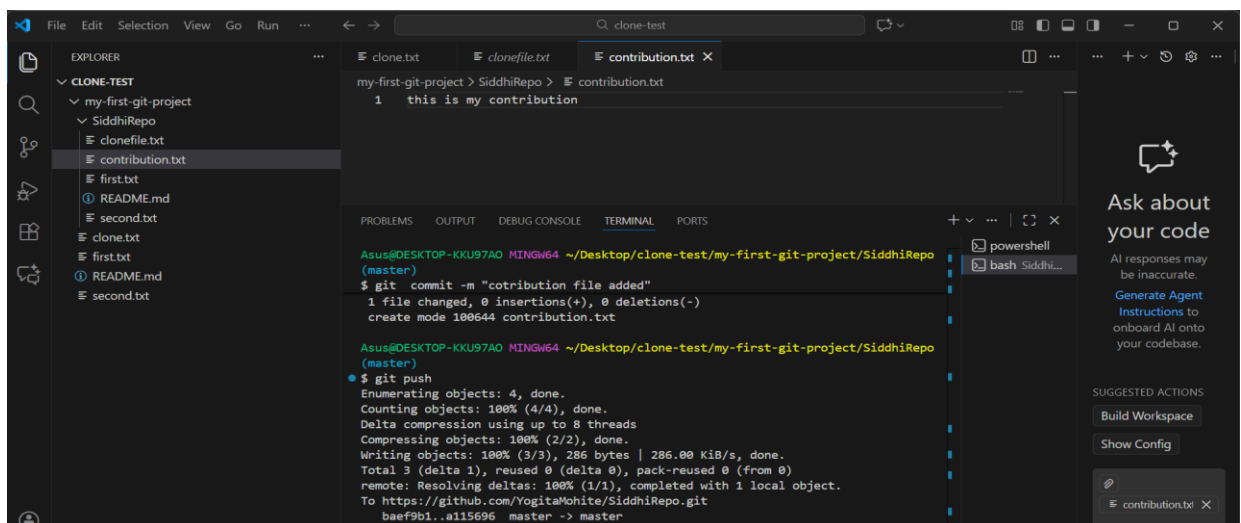 File Edit Selection View Go Run ··· ← → clone-test
EXPLORER ···
CLONE-TEST
my-first-git-project
SiddhiRepo
clonefile.txt
contribution.txt
first.txt
README.md
second.txt
clone.txt
first.txt
README.md
second.txt
clone.txt clonefile.txt contribution.txt
my-first-git-project > SiddhiRepo > contribution.txt
1 this is my contribution
PROBLEMS OUTPUT DEBUG CONSOLE TERMINAL PORTS
Asus@DESKTOP-KKU97AO MINGW64 ~/Desktop/clone-test/my-first-git-project/SiddhiRepo
(master)
$ git  commit -m "cotribution file added"
1 file changed, 0 insertions(+), 0 deletions(-)
create mode 100644 contribution.txt
Asus@DESKTOP-KKU97AO MINGW64 ~/Desktop/clone-test/my-first-git-project/SiddhiRepo
(master)
$ git push
Enumerating objects: 4, done.
Counting objects: 100% (4/4), done.
Delta compression using up to 8 threads
Compressing objects: 100% (2/2), done.
Writing objects: 100% (3/3), 286 bytes | 286.00 KiB/s, done.
Total 3 (delta 1), reused 0 (delta 0), pack-reused 0 (from 0)
remote: Resolving deltas: 100% (1/1), completed with 1 local object.
To https://github.com/YogitaMohite/SiddhiRepo.git
baef9b1..a115696 master -> master
powershell
bash Siddhi...
Ask about
your code
AI responses may
be inaccurate.
Generate Agent
Instructions to
onboard AI onto
your codebase.
SUGGESTED ACTIONS
Build Workspace
Show Config
contribution.txt